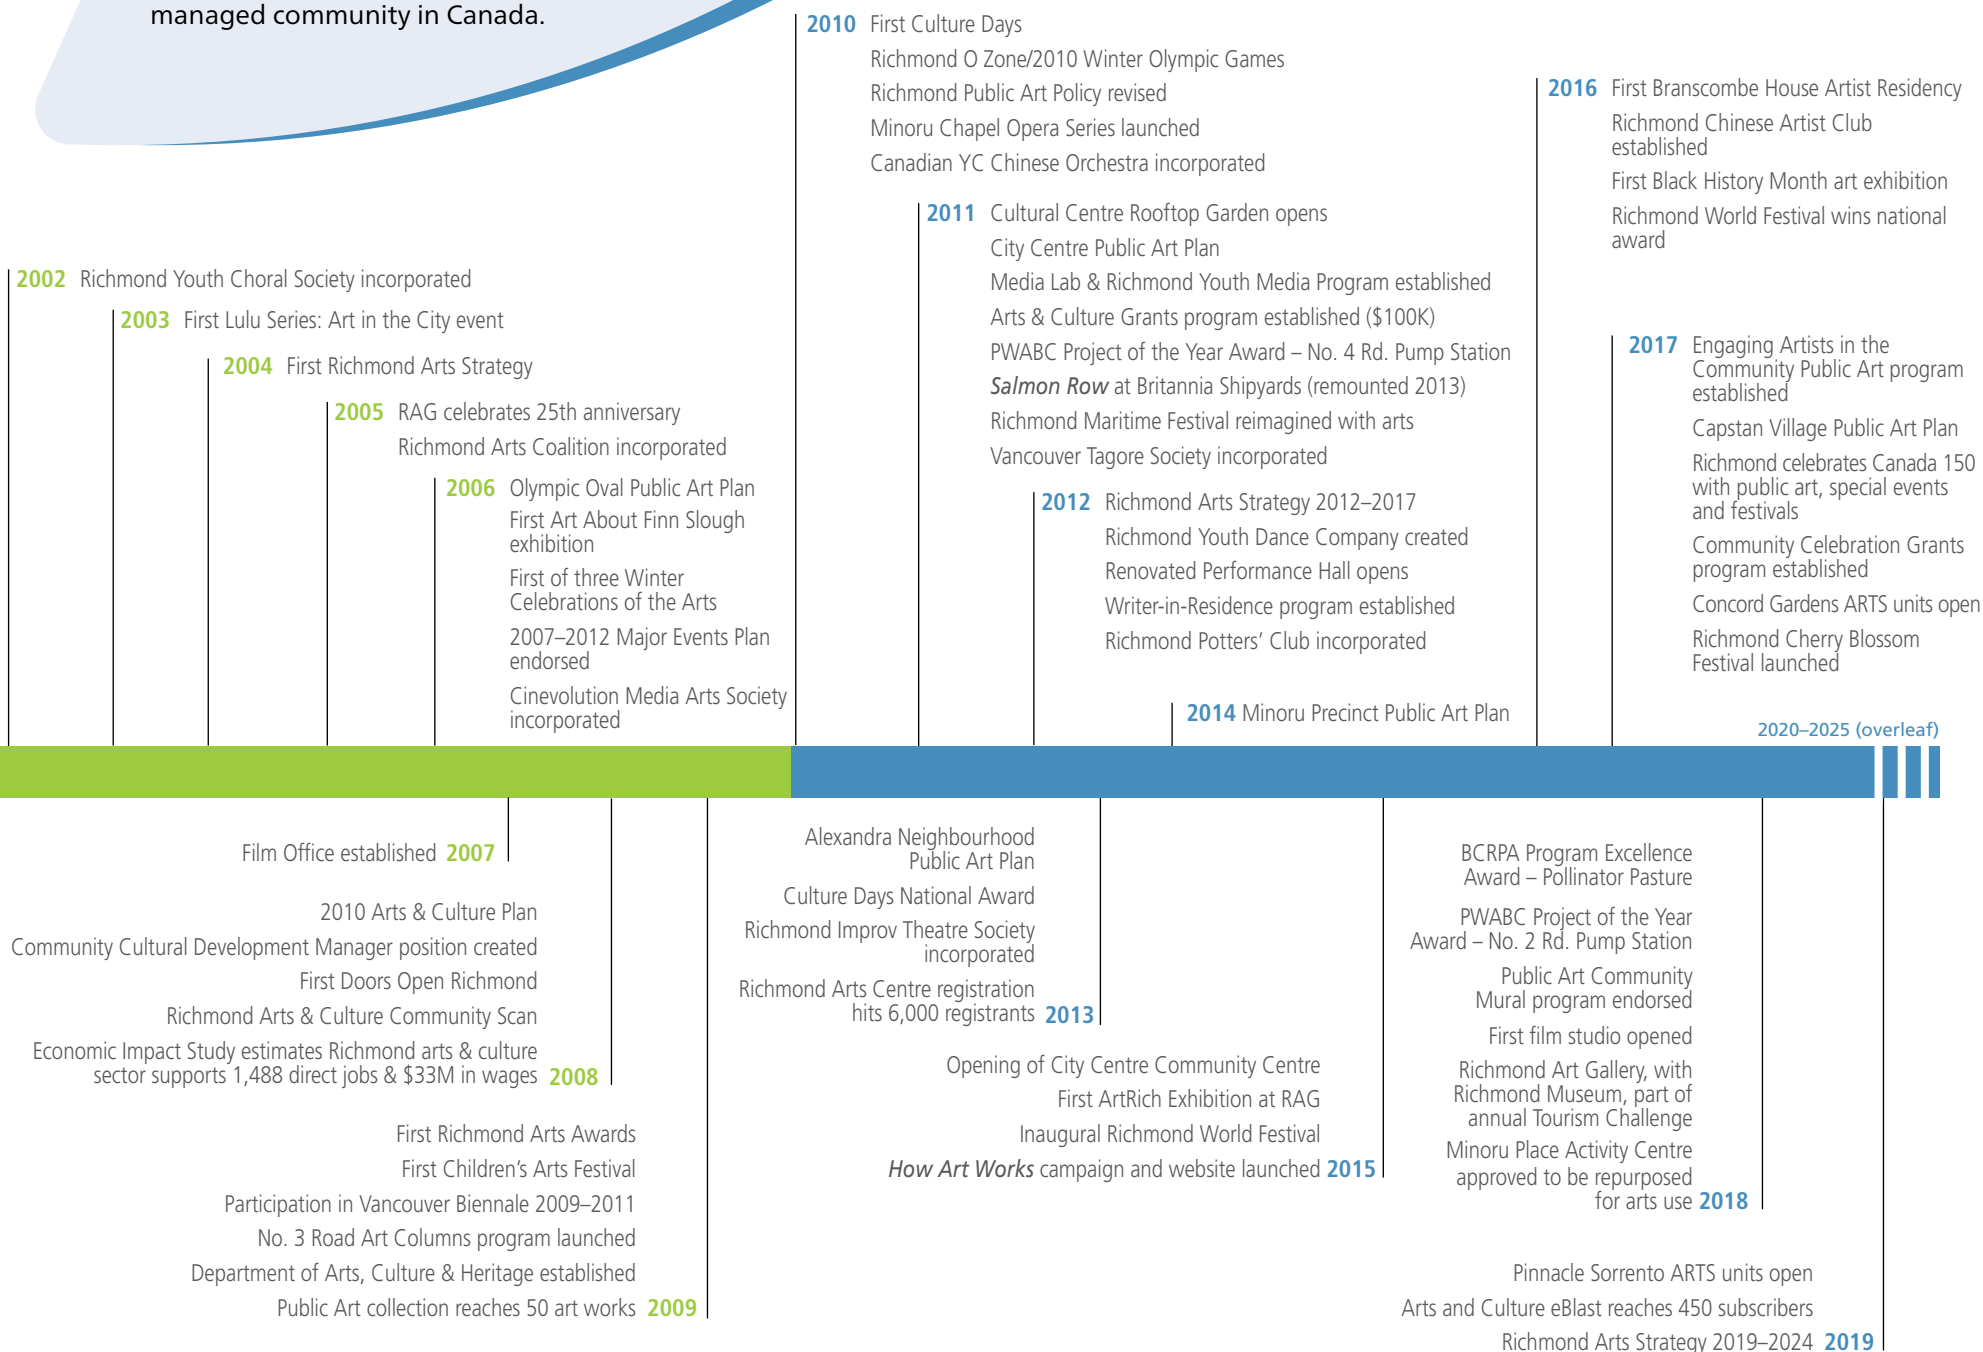 managed community in Canada.
2002 Richmond Youth Choral Society incorporated
2003 First Lulu Series: Art in the City event
2004 First Richmond Arts Strategy
2005 RAG celebrates 25th anniversary
Richmond Arts Coalition incorporated
2006 Olympic Oval Public Art Plan
First Art About Finn Slough
exhibition
First of three Winter
Celebrations of the Arts
2007–2012 Major Events Plan
endorsed
Cinevolution Media Arts Society
incorporated
2010 First Culture Days
Richmond O Zone/2010 Winter Olympic Games
Richmond Public Art Policy revised
Minoru Chapel Opera Series launched
Canadian YC Chinese Orchestra incorporated
2011 Cultural Centre Rooftop Garden opens
City Centre Public Art Plan
Media Lab & Richmond Youth Media Program established
Arts & Culture Grants program established ($100K)
PWABC Project of the Year Award – No. 4 Rd. Pump Station
Salmon Row at Britannia Shipyards (remounted 2013)
Richmond Maritime Festival reimagined with arts
Vancouver Tagore Society incorporated
2012 Richmond Arts Strategy 2012–2017
Richmond Youth Dance Company created
Renovated Performance Hall opens
Writer-in-Residence program established
Richmond Potters’ Club incorporated
2014 Minoru Precinct Public Art Plan
2016 First Branscombe House Artist Residency
Richmond Chinese Artist Club
established
First Black History Month art exhibition
Richmond World Festival wins national
award
2017 Engaging Artists in the
Community Public Art program
established
Capstan Village Public Art Plan
Richmond celebrates Canada 150
with public art, special events
and festivals
Community Celebration Grants
program established
Concord Gardens ARTS units open
Richmond Cherry Blossom
Festival launched
2020–2025 (overleaf)
Film Office established 2007
2010 Arts & Culture Plan
Community Cultural Development Manager position created
First Doors Open Richmond
Richmond Arts & Culture Community Scan
Economic Impact Study estimates Richmond arts & culture
sector supports 1,488 direct jobs & $33M in wages 2008
First Richmond Arts Awards
First Children’s Arts Festival
Participation in Vancouver Biennale 2009–2011
No. 3 Road Art Columns program launched
Department of Arts, Culture & Heritage established
Public Art collection reaches 50 art works 2009
Alexandra Neighbourhood
Public Art Plan
Culture Days National Award
Richmond Improv Theatre Society
incorporated
Richmond Arts Centre registration
hits 6,000 registrants 2013
Opening of City Centre Community Centre
First ArtRich Exhibition at RAG
Inaugural Richmond World Festival
How Art Works campaign and website launched 2015
BCRPA Program Excellence
Award – Pollinator Pasture
PWABC Project of the Year
Award – No. 2 Rd. Pump Station
Public Art Community
Mural program endorsed
First film studio opened
Richmond Art Gallery, with
Richmond Museum, part of
annual Tourism Challenge
Minoru Place Activity Centre
approved to be repurposed
for arts use 2018
Pinnacle Sorrento ARTS units open
Arts and Culture eBlast reaches 450 subscribers
Richmond Arts Strategy 2019–2024 2019